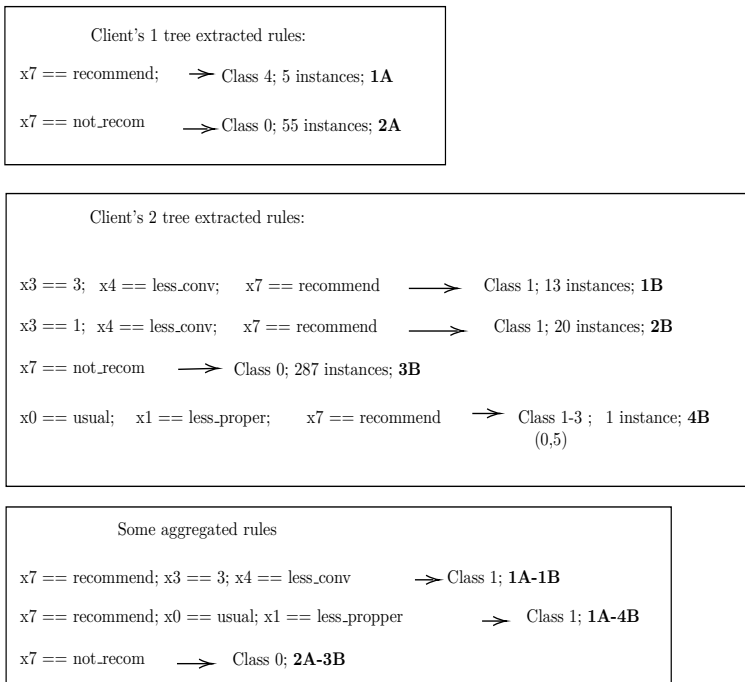 Client's 1 tree extracted rules:
x7 == recommend; Class 4; 5 instances; 1A
x7 == not_recom Class 0; 55 instances; 2A
Client's 2 tree extracted rules:
x3 == 3; x4 == less_conv; x7 == recommend Class 1; 13 instances; 1B
x3 == 1; x4 == less_conv; x7 == recommend Class 1; 20 instances; 2B
x7 == not_recom Class 0; 287 instances; 3B
x0 == usual; x1 == less_proper; x7 == recommend Class 1-3 ; 1 instance; 4B
(0,5)
Some aggregated rules
x7 == recommend; x3 == 3; x4 == less_conv Class 1; 1A-1B
x7 == recommend; x0 == usual; x1 == less_propper Class 1; 1A-4B
x7 == not_recom Class 0; 2A-3B